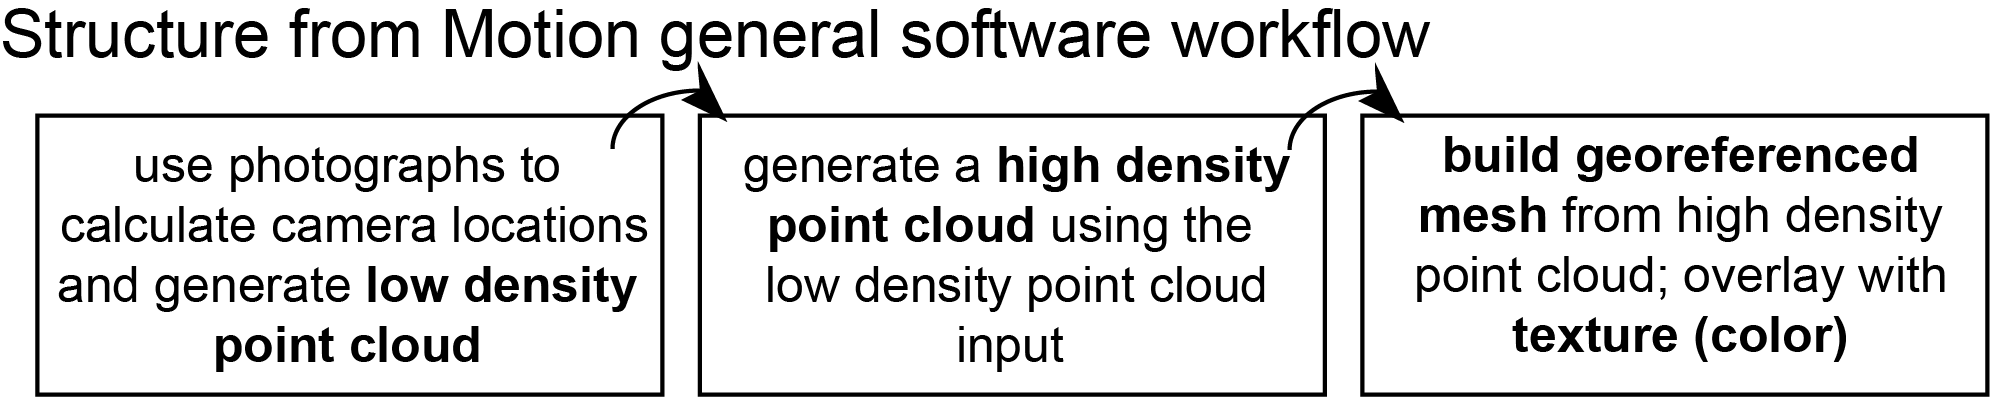 Structure from Motion general software workflow
use photographs to
calculate camera locations
and generate low density
point cloud
generate a high density
point cloud using the
low density point cloud
input
build georeferenced
mesh from high density
point cloud; overlay with
texture (color)